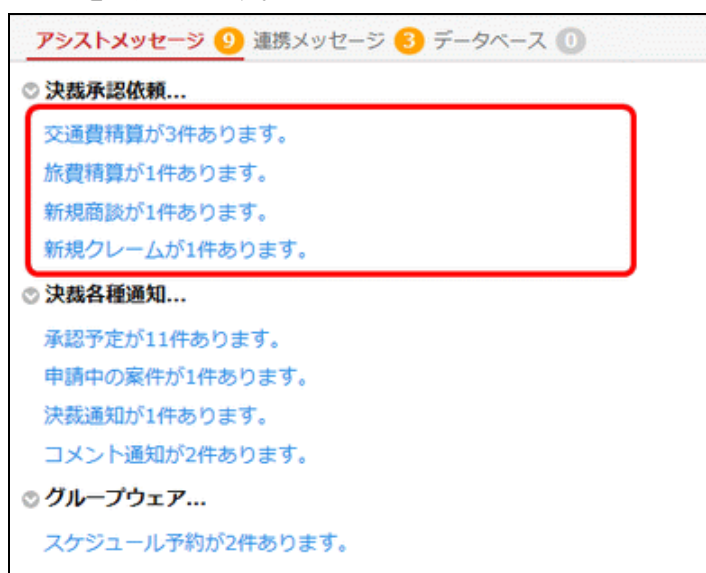 アシストメッセージ 9 連携メッセージ 3 データベース 0
決裁承認依頼...
交通費精算が3件あります。
旅費精算が1件あります。
新規商談が1件あります。
新規クレームが1件あります。
決裁各種通知...
承認予定が11件あります。
申請中の案件が1件あります。
決裁通知が1件あります。
コメント通知が2件あります。
グループウェア...
スケジュール予約が2件あります。